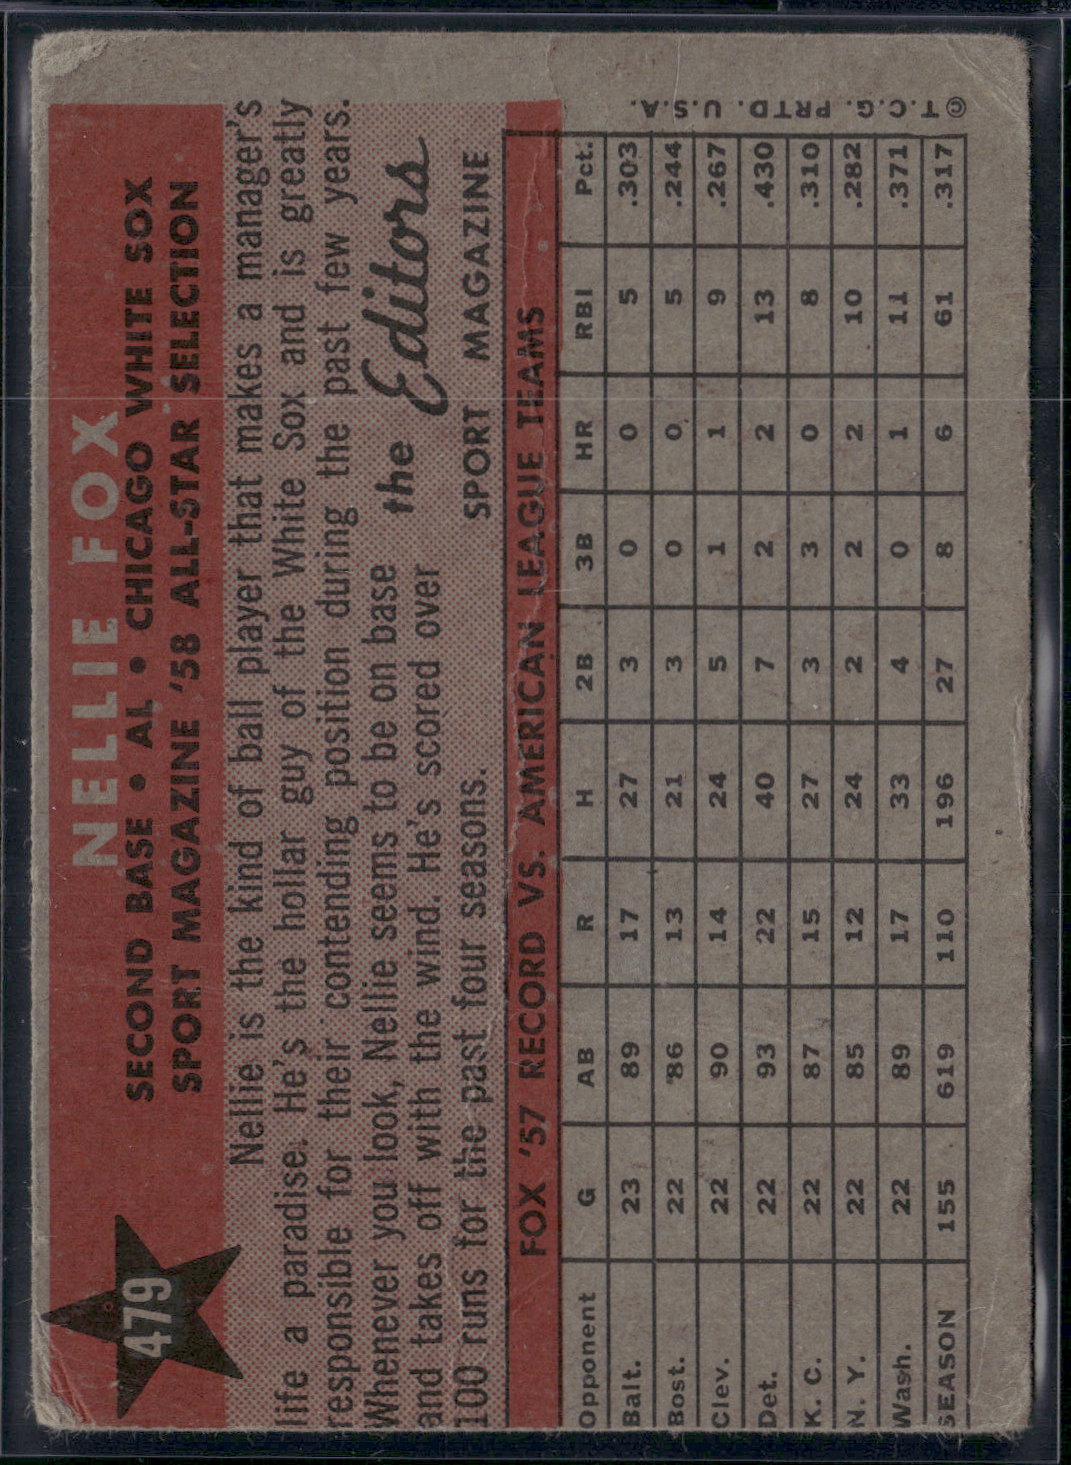 479
NELLIE FOX
SECOND BASE • AL • CHICAGO WHITE SOX
SPORT MAGAZINE '58 ALL-STAR SELECTION
Nellie is the kind of ball player that makes a manager's
life a paradise. He's the hollar guy of the White Sox and is greatly
responsible for their contending position during the past few years.
Whenever you look, Nellie seems to be on base
and takes off with the wind. He's scored over
100 runs for the past four seasons.
the Editors
SPORT MAGAZINE
FOX '57 RECORD VS. AMERICAN LEAGUE TEAMS
Opponent G AB R H 2B 3B HR RBI Pct.
Balt. 23 89 17 27 3 0 0 5 .303
Bost. 22 86 13 21 3 0 0 5 .244
Clev. 22 90 14 24 5 1 1 9 .267
Det. 22 93 22 40 7 2 2 13 .430
K. C. 22 87 15 27 3 3 0 8 .310
N. Y. 22 85 12 24 2 2 2 10 .282
Wash. 22 89 17 33 4 0 1 11 .371
SEASON 155 619 110 196 27 8 6 61 .317
© T.C.G. PRTD. U.S.A.